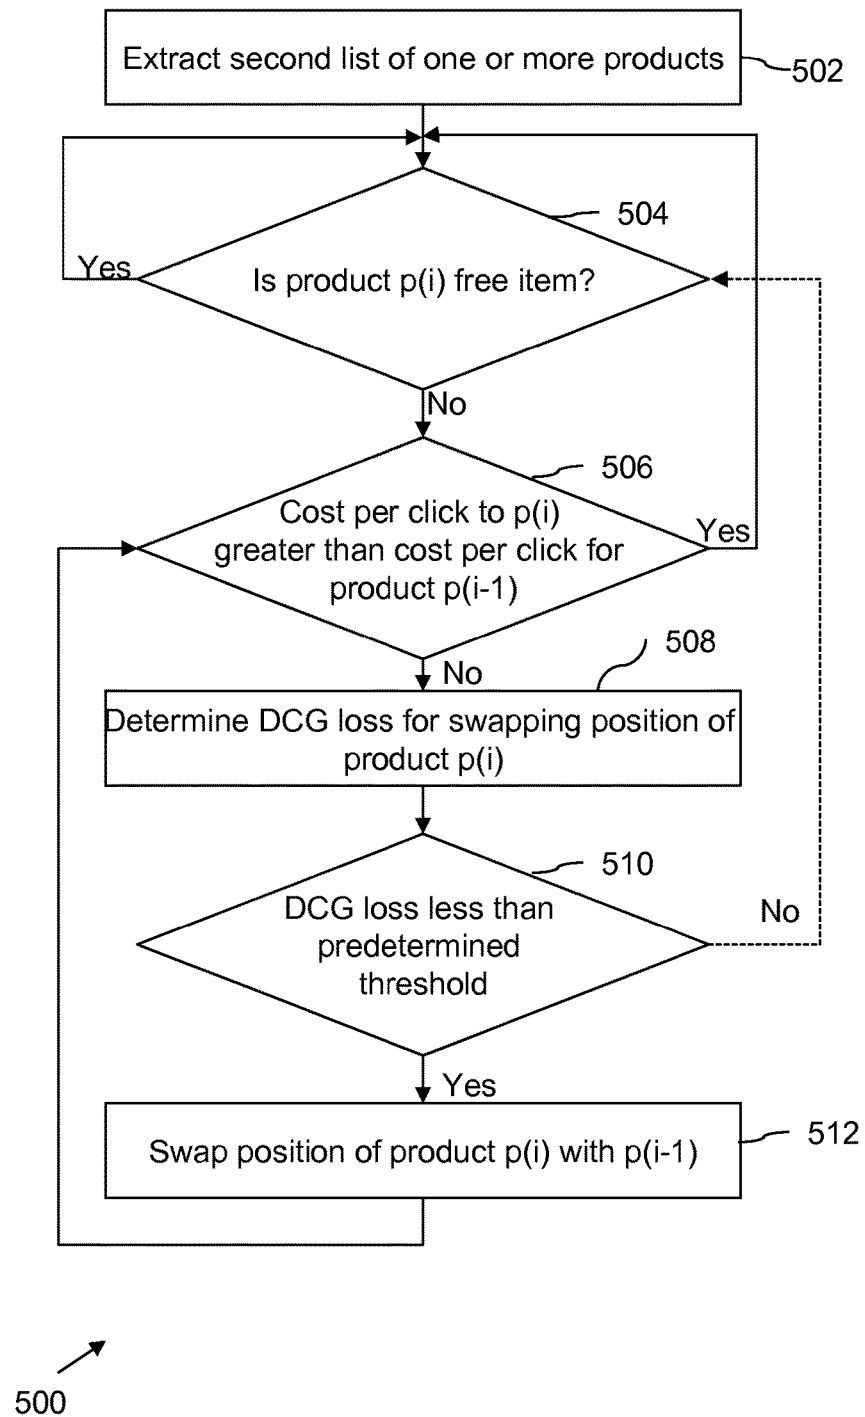 Extract second list of one or more products
502
504
Yes
Is product p(i) free item?
No
506
Cost per click to p(i)
greater than cost per click for
product p(i-1)
Yes
508
No
Determine DCG loss for swapping position of
product p(i)
510
DCG loss less than
predetermined
threshold
No
Yes
Swap position of product p(i) with p(i-1)
512
500